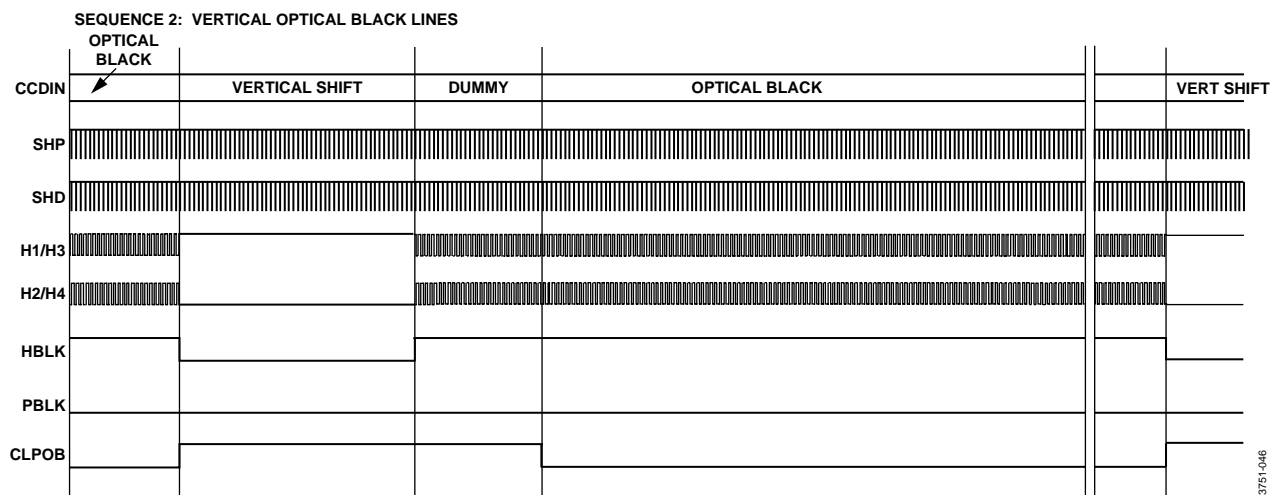 SEQUENCE 2: VERTICAL OPTICAL BLACK LINES
OPTICAL
BLACK
CCDIN
VERTICAL SHIFT
DUMMY
OPTICAL BLACK
VERT SHIFT
SHP
SHD
H1/H3
H2/H4
HBLK
PBLK
CLPOB
3751-046